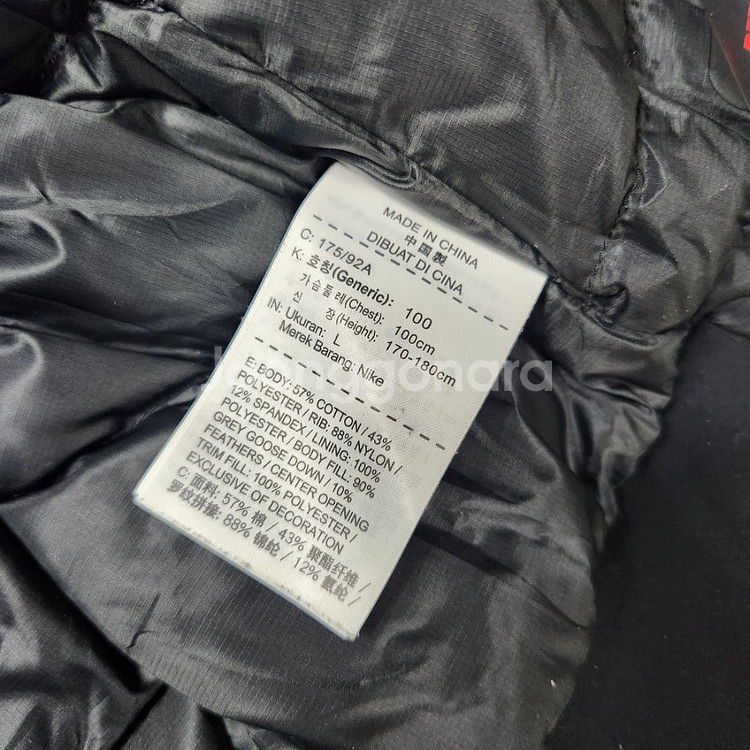 MADE IN CHINA
中国製
DIBUAT DI CINA
C: 175/92A
K: 호칭(Generic): 100
가슴둘레(Chest): 100cm
신 장(Height): 170-180cm
IN: Ukuran: L
Merek Barang: Nike
E: BODY: 57% COTTON / 43%
POLYESTER / RIB: 88% NYLON /
12% SPANDEX / LINING: 100%
POLYESTER / BODY FILL: 90%
GREY GOOSE DOWN / 10%
FEATHERS / CENTER OPENING
TRIM FILL: 100% POLYESTER /
EXCLUSIVE OF DECORATION
C: 面料: 57% 棉 / 43% 聚酯纤维 /
罗纹拼接: 88% 锦纶 / 12% 氨纶 /
Joonggonara